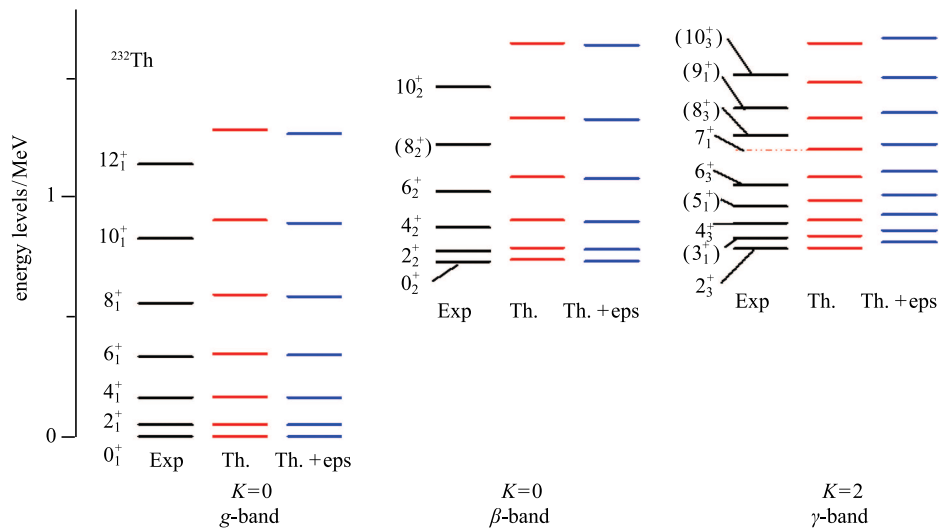 energy levels/MeV
1
0
²³²Th
12₁⁺
10₁⁺
8₁⁺
6₁⁺
4₁⁺
2₁⁺
0₁⁺
Exp Th. Th. +eps
K=0
g-band
10₂⁺
(8₂⁺)
6₂⁺
4₂⁺
2₂⁺
0₂⁺
Exp Th. Th. +eps
K=0
β-band
(10₃⁺)
(9₁⁺)
(8₃⁺)
7₁⁺
6₃⁺
(5₁⁺)
4₃⁺
(3₁⁺)
2₃⁺
Exp Th. Th. +eps
K=2
γ-band